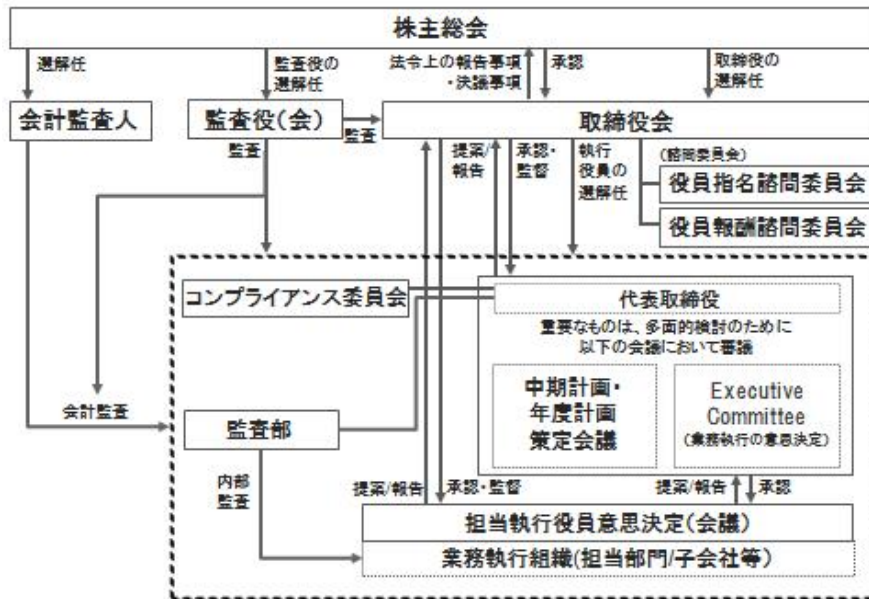 株主総会
選解任
監査役の
選解任
法令上の報告事項
・決議事項
承認
取締役の
選解任
会計監査人
監査役(会)
監査
取締役会
監査
提案/
報告
承認・
監督
執行
役員の
選解任
(諮問委員会)
役員指名諮問委員会
役員報酬諮問委員会
コンプライアンス委員会
代表取締役
重要なものは、多面的検討のために
以下の会議において審議
中期計画・
年度計画
策定会議
Executive
Committee
(業務執行の意思決定)
会計監査
監査部
内部
監査
提案/報告
承認・監督
提案/報告
承認
担当執行役員意思決定(会議)
業務執行組織(担当部門/子会社等)